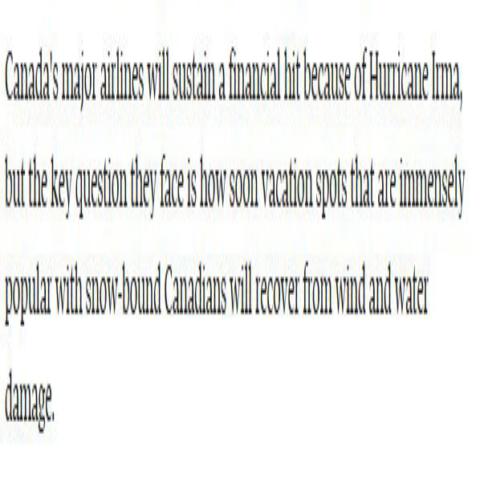 Canada's major airlines will sustain a financial hit because of Hurricane Irma,
but the key question they face is how soon vacation spots that are immensely
popular with snow-bound Canadians will recover from wind and water
damage.